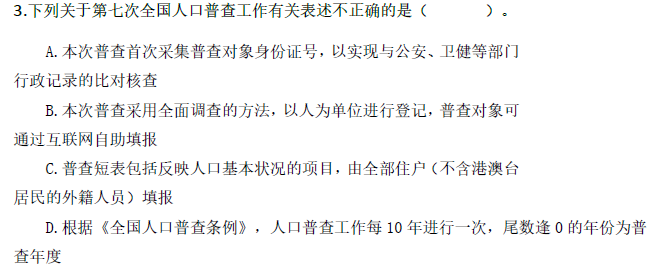 3.下列关于第七次全国人口普查工作有关表述不正确的是（　　　）。
A.本次普查首次采集普查对象身份证号，以实现与公安、卫健等部门
行政记录的比对核查
B.本次普查采用全面调查的方法，以人为单位进行登记，普查对象可
通过互联网自助填报
C.普查短表包括反映人口基本状况的项目，由全部住户（不含港澳台
居民的外籍人员）填报
D.根据《全国人口普查条例》，人口普查工作每10年进行一次，尾数逢0的年份为普
查年度